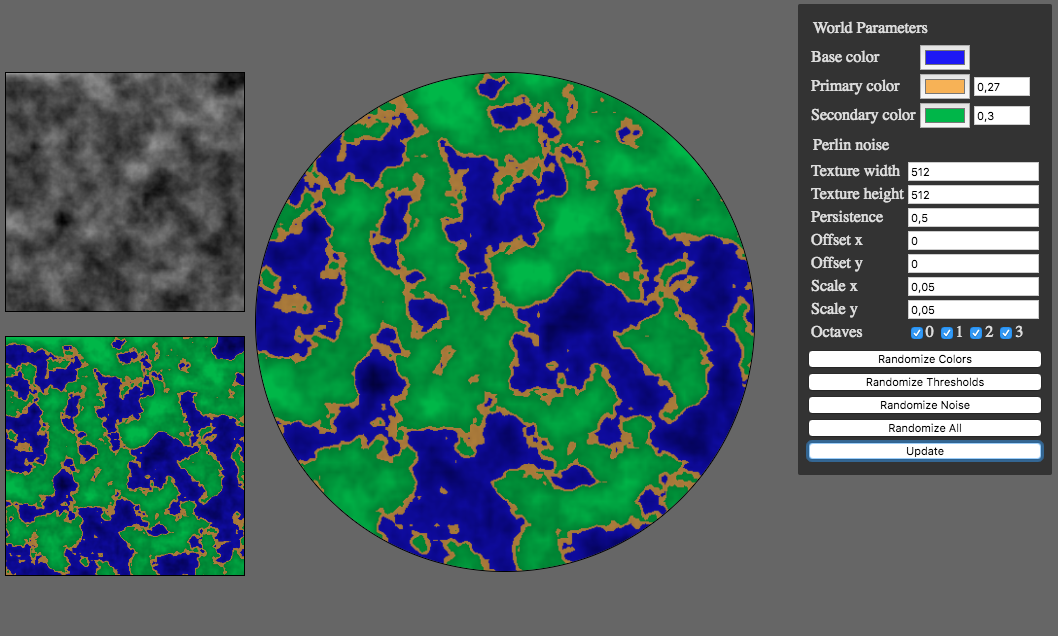 World Parameters
Base color
Primary color 0,27
Secondary color 0,3
Perlin noise
Texture width 512
Texture height 512
Persistence 0,5
Offset x 0
Offset y 0
Scale x 0,05
Scale y 0,05
Octaves 0 1 2 3
Randomize Colors
Randomize Thresholds
Randomize Noise
Randomize All
Update